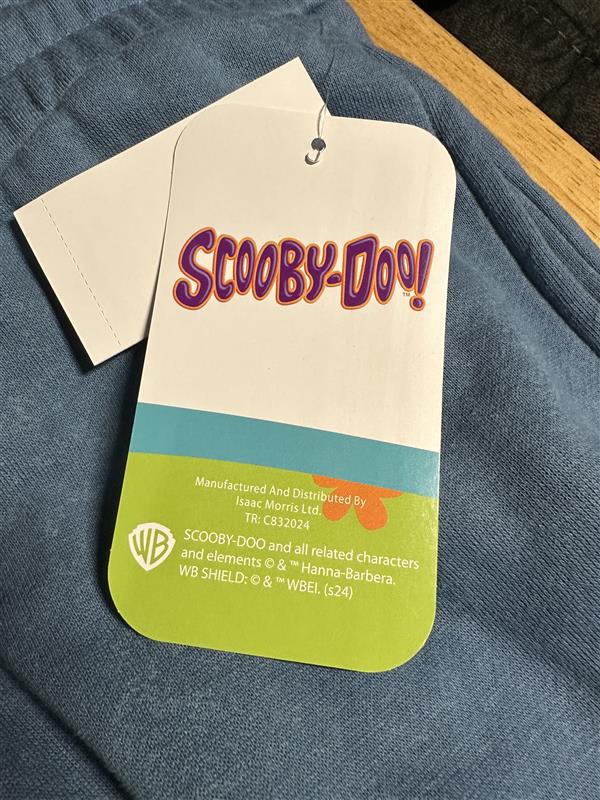 SCOOBY-DOO!™
Manufactured And Distributed By
Isaac Morris Ltd.
TR: C832024
WB
SCOOBY-DOO and all related characters
and elements © & ™ Hanna-Barbera.
WB SHIELD: © & ™ WBEI. (s24)